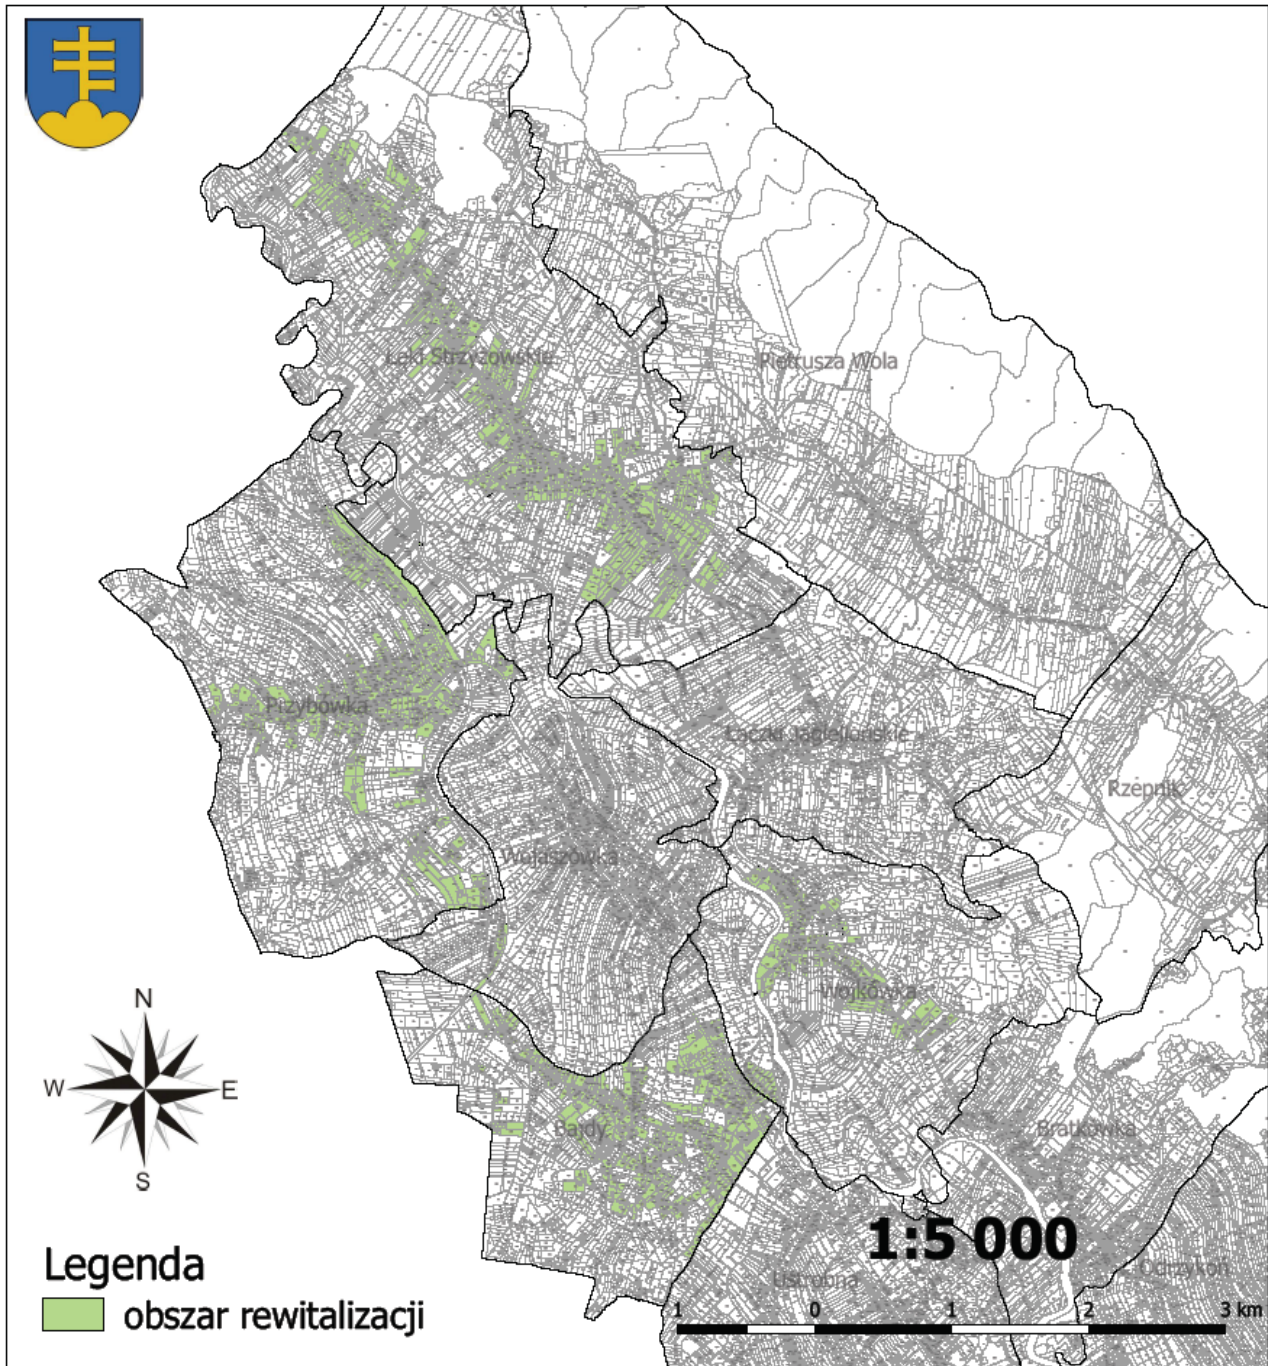 Łęki Strzyżowskie
Pietrusza Wola
Przybówka
Łączki Jagiellońskie
Rzepnik
Wojaszówka
Wojkówka
N
W
E
S
Bajdy
Bratkówka
1:5 000
Ustrobna
Odrzykoń
Legenda
obszar rewitalizacji
1 0 1 2 3 km